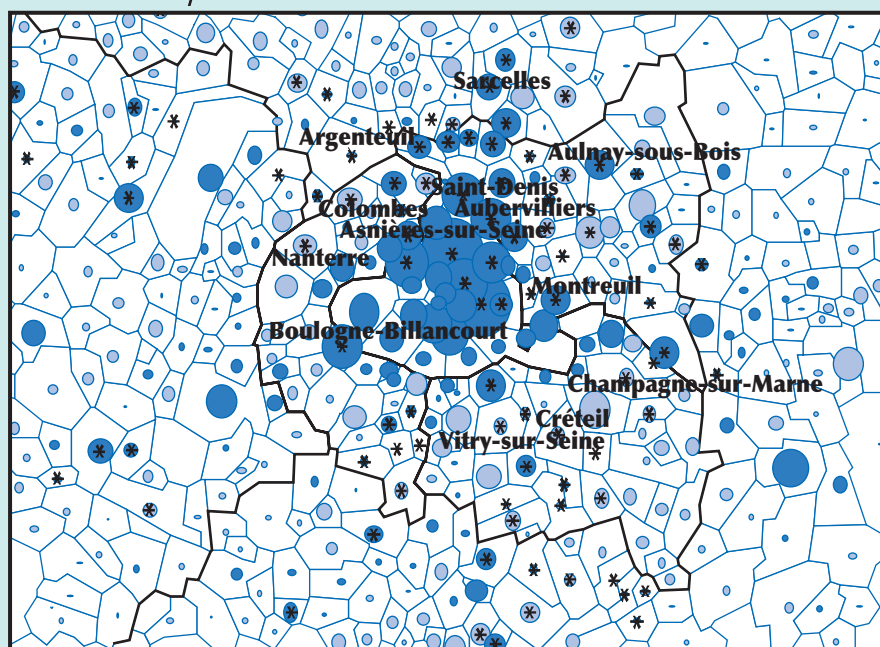 Sarcelles
Argenteuil
Aulnay-sous-Bois
Saint-Denis
Colombes
Aubervilliers
Asnières-sur-Seine
Nanterre
Montreuil
Boulogne-Billancourt
Champagne-sur-Marne
Créteil
Vitry-sur-Seine